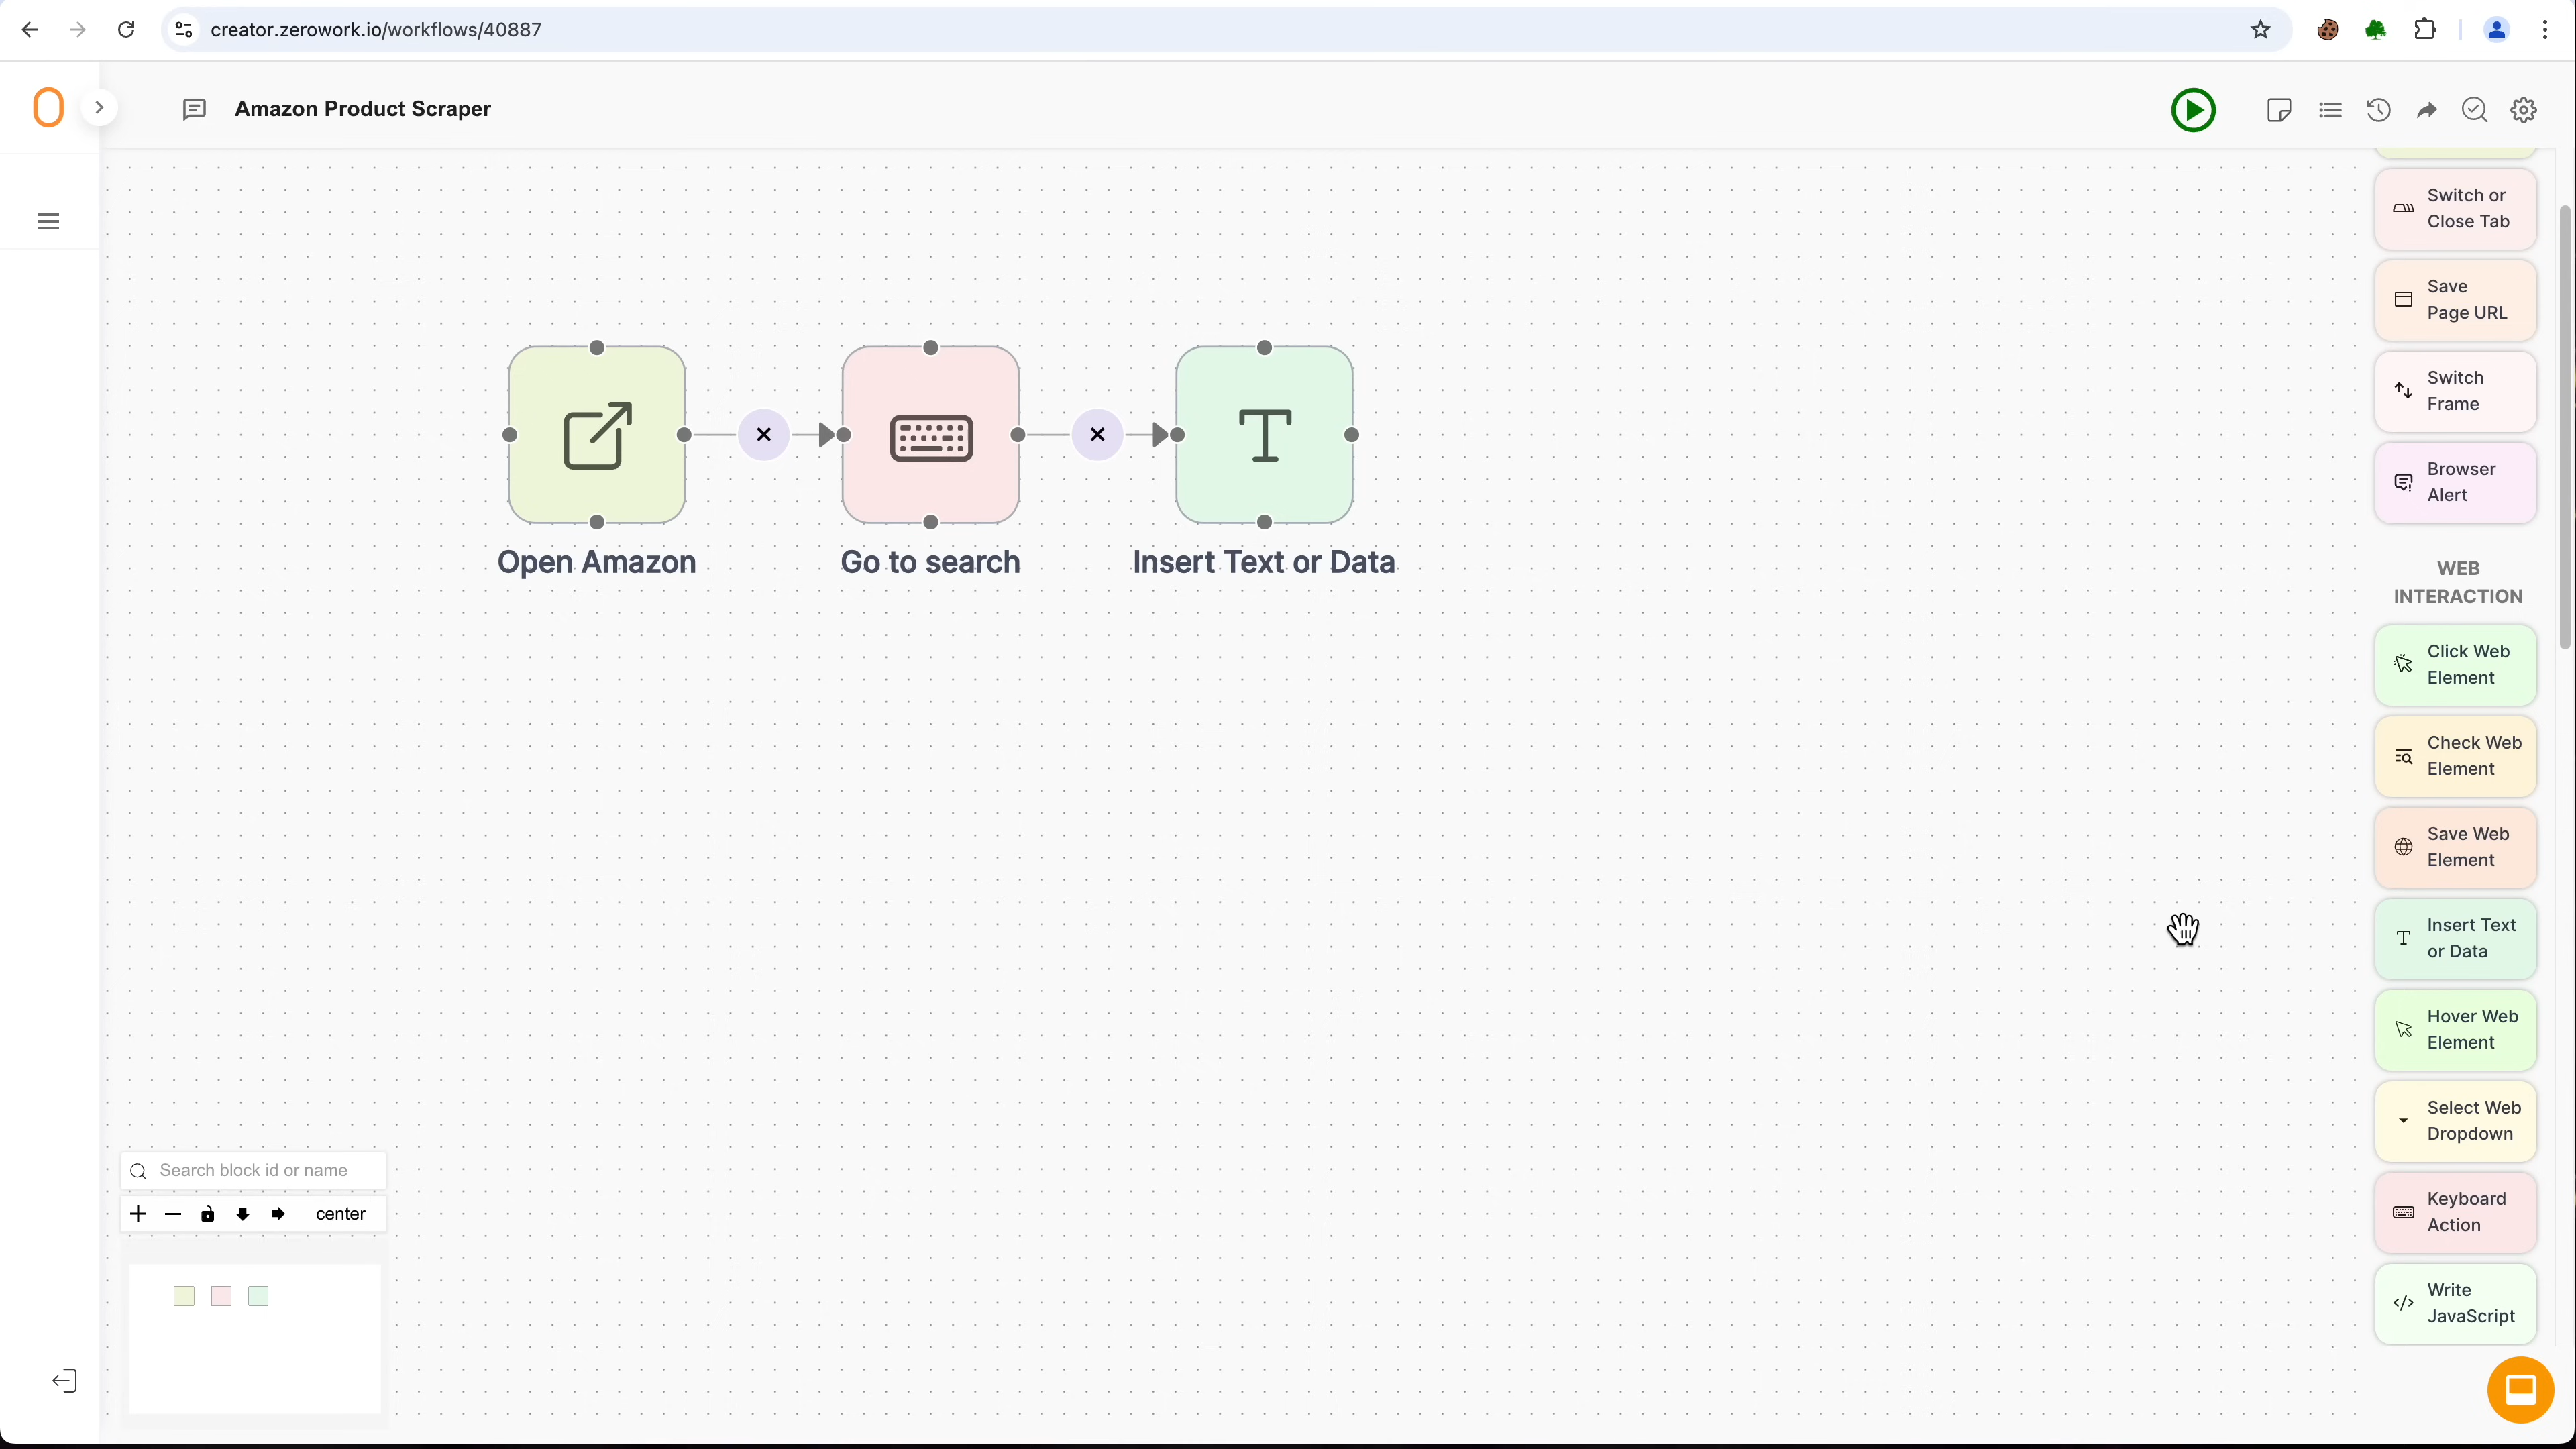 creator.zerowork.io/workflows/40887
Amazon Product Scraper
Switch or
Close Tab
Save
Page URL
Switch
Frame
Browser
Alert
WEB
INTERACTION
Click Web
Element
Check Web
Element
Save Web
Element
Insert Text
or Data
Hover Web
Element
Select Web
Dropdown
Keyboard
Action
Write
JavaScript
Open Amazon
Go to search
Insert Text or Data
Search block id or name
center